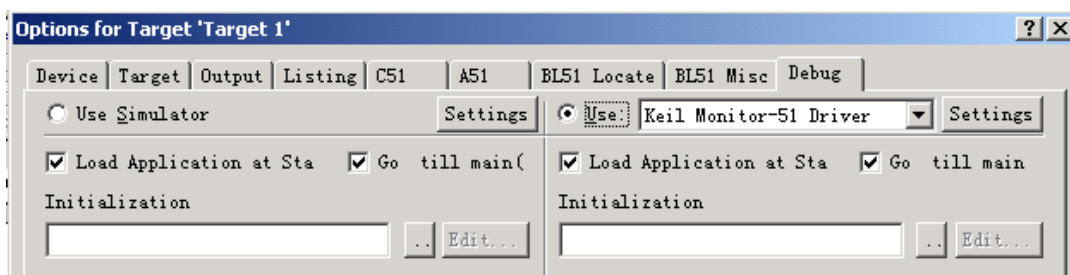 Options for Target 'Target 1'
Device Target Output Listing C51 A51 BL51 Locate BL51 Misc Debug
Use Simulator Settings Use: Keil Monitor-51 Driver Settings
Load Application at Sta Go till main( Load Application at Sta Go till main
Initialization Initialization
.. Edit... .. Edit...